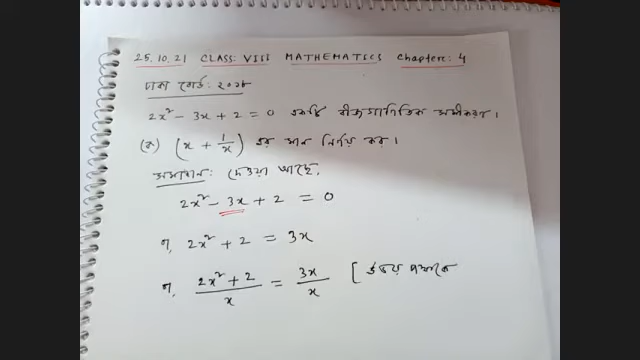 25.10.21 CLASS: VIII MATHEMATICS Chapter: 4
ঢাকা বোর্ড: ২০১৮
2x² - 3x + 2 = 0 একটি বীজগাণিতিক সমীকরণ।
(ক) (x + 1/x) এর মান নির্ণয় কর।
সমাধান: দেওয়া আছে,
2x² - 3x + 2 = 0
বা, 2x² + 2 = 3x
বা, (2x² + 2)/x = 3x/x [উভয় পক্ষকে